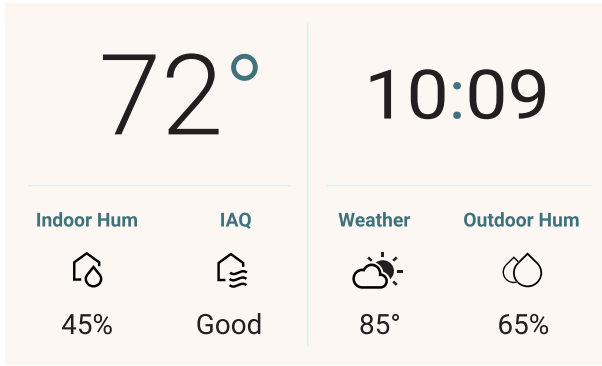 72°
10:09
Indoor Hum
IAQ
Weather
Outdoor Hum
45%
Good
85°
65%